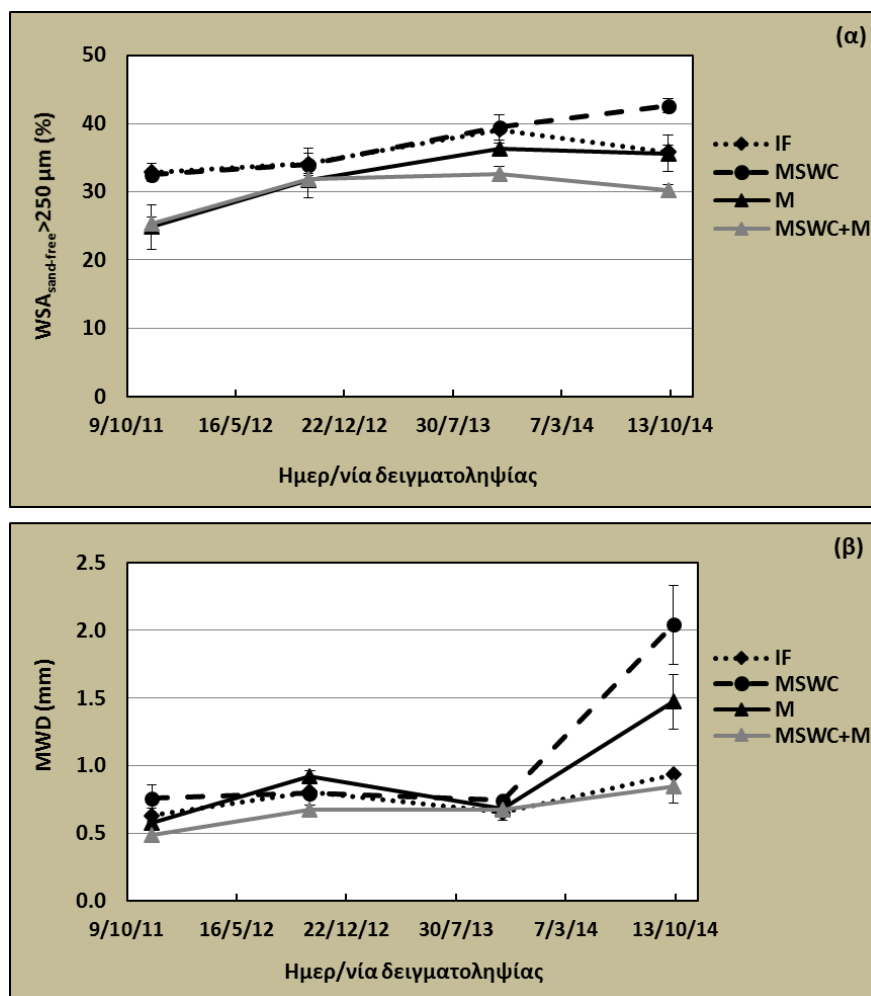 (α)
50
40
30
20
10
0
WSAsand-free>250 μm (%)
9/10/11 16/5/12 22/12/12 30/7/13 7/3/14 13/10/14
Ημερ/νία δειγματοληψίας
IF
MSWC
M
MSWC+M
(β)
2.5
2.0
1.5
1.0
0.5
0.0
MWD (mm)
9/10/11 16/5/12 22/12/12 30/7/13 7/3/14 13/10/14
Ημερ/νία δειγματοληψίας
IF
MSWC
M
MSWC+M